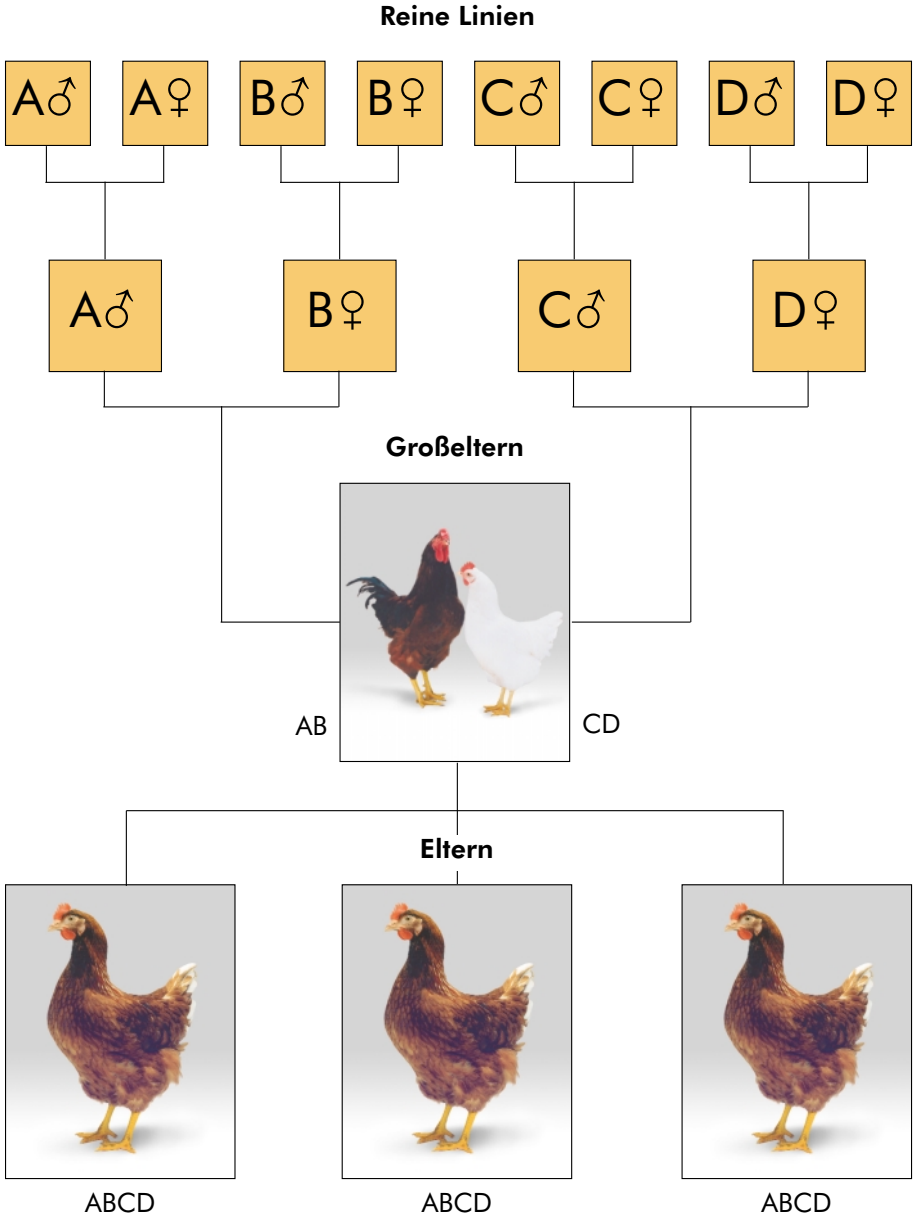 Reine Linien
A♂ A♀ B♂ B♀ C♂ C♀ D♂ D♀
A♂ B♀ C♂ D♀
Großeltern
AB CD
Eltern
ABCD ABCD ABCD